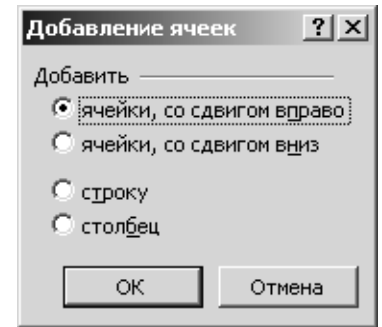 Добавление ячеек
Добавить
ячейки, со сдвигом вправо
ячейки, со сдвигом вниз
строку
столбец
ОК Отмена